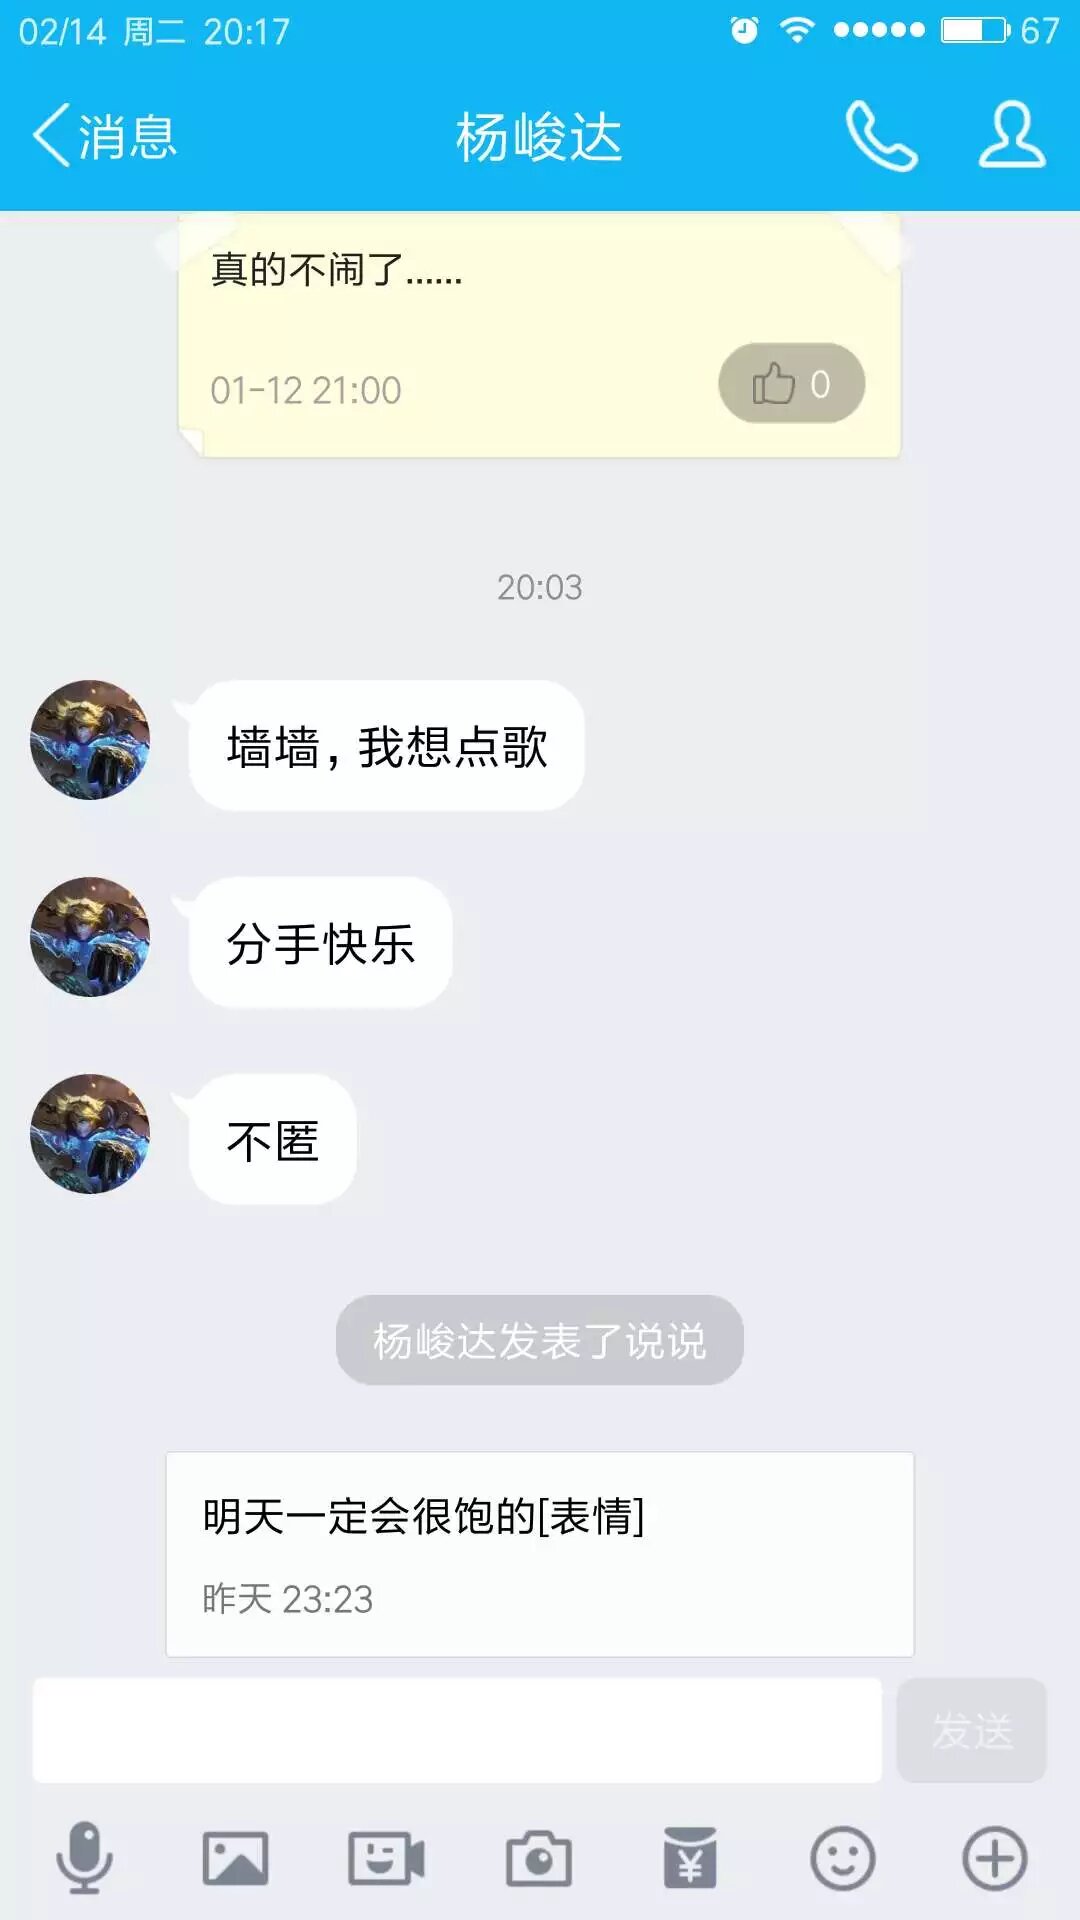 02/14 周二 20:17
67
消息
杨峻达
真的不闹了......
01-12 21:00
0
20:03
墙墙，我想点歌
分手快乐
不匿
杨峻达发表了说说
明天一定会很饱的[表情]
昨天 23:23
发送
¥